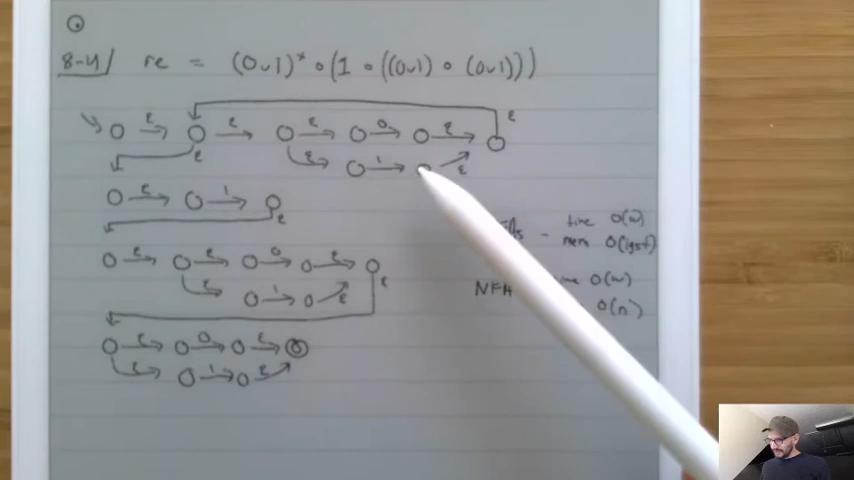 8-4/ re = (0∪1)* ∘ (1 ∘ ((0∪1) ∘ (0∪1)))
ε ε ε 0 ε ε
ε ε 1 ε
ε 1 ε
ε ε 0 ε ε
ε 1 ε
ε 0 ε
ε 1 ε
- time O(w)
- mem O(lgst)
NFA O(w)
O(n)